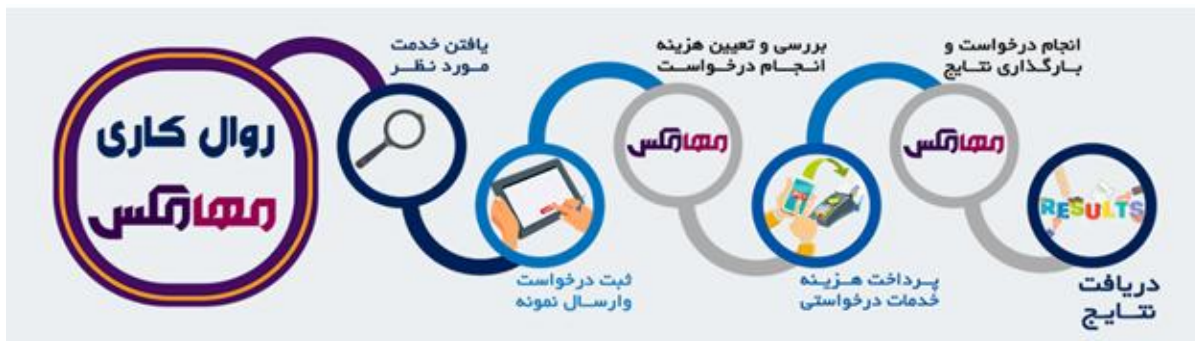 روال کاری
مهامکس
یافتن خدمت
مورد نظر
ثبت درخواست
وارسال نمونه
بررسی و تعیین هزینه
انجام درخواست
مهامکس
پرداخت هزینه
خدمات درخواستی
انجام درخواست و
بارگذاری نتایج
مهامکس
RESULTS
دریافت
نتایج